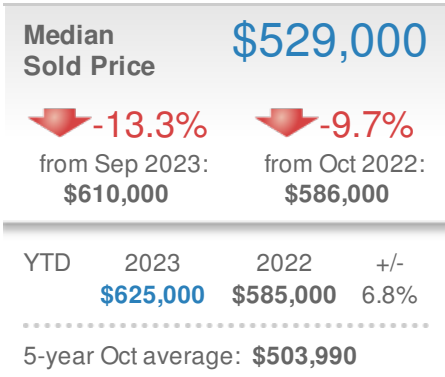 Median $529,000
Sold Price
-13.3% -9.7%
from Sep 2023: from Oct 2022:
$610,000 $586,000
YTD 2023 2022 +/-
$625,000 $585,000 6.8%
5-year Oct average: $503,990